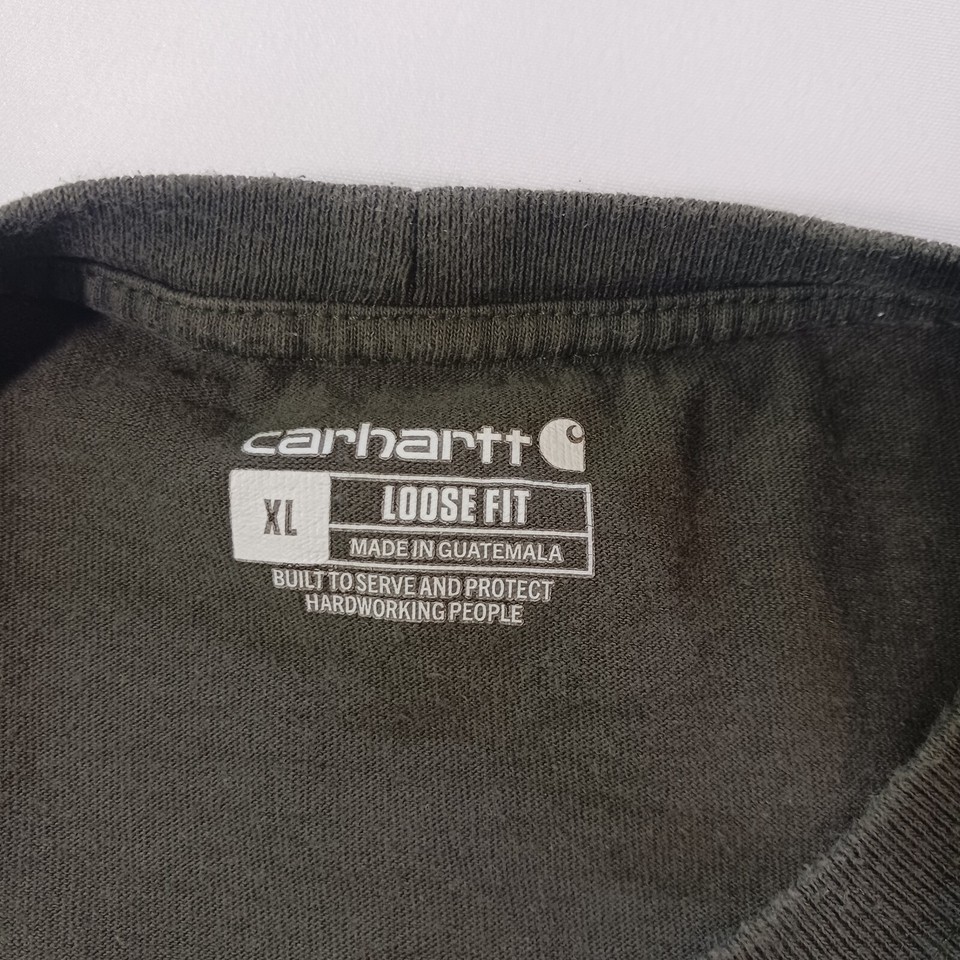 carhartt
XL
LOOSE FIT
MADE IN GUATEMALA
BUILT TO SERVE AND PROTECT
HARDWORKING PEOPLE